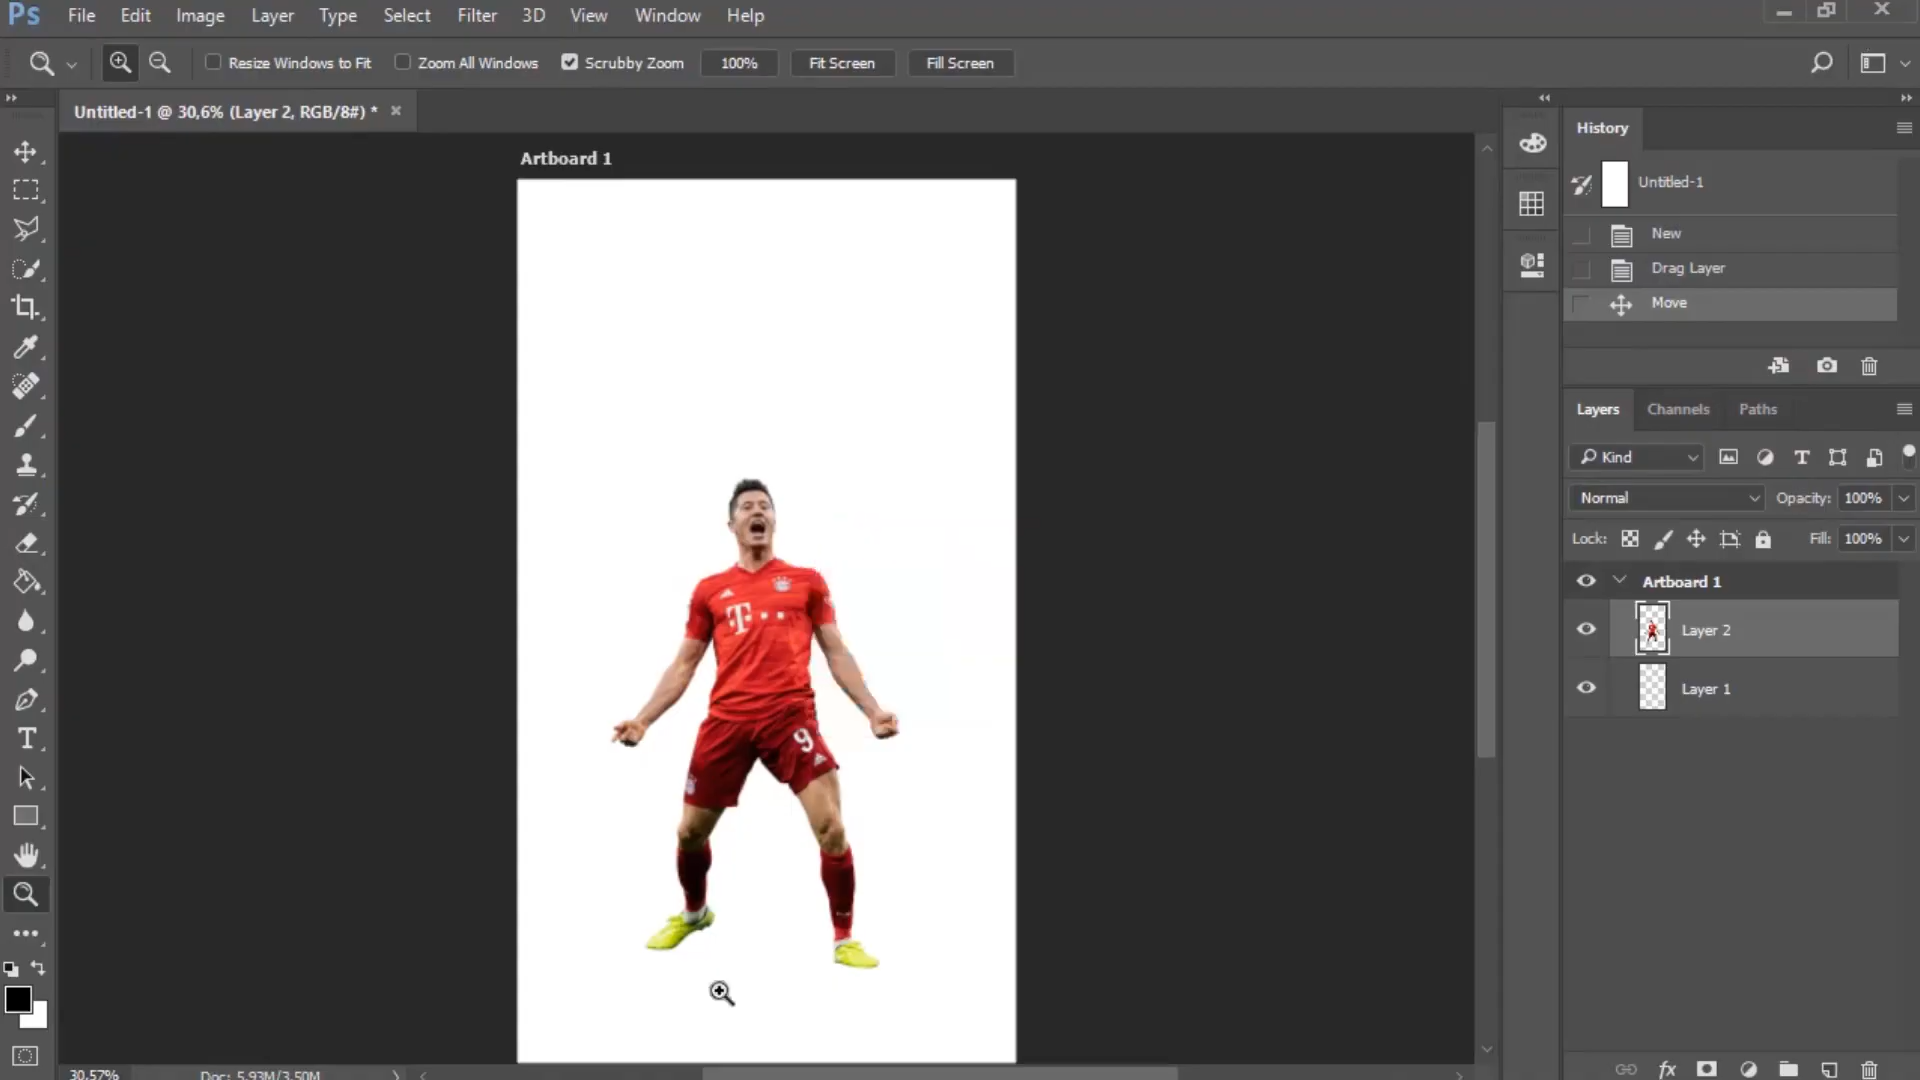 Ps File Edit Image Layer Type Select Filter 3D View Window Help
Resize Windows to Fit Zoom All Windows Scrubby Zoom 100% Fit Screen Fill Screen
Untitled-1 @ 30,6% (Layer 2, RGB/8#) *
Artboard 1
T
9
30,57% Doc: 5,93M/3,50M
History
Untitled-1
New
Drag Layer
Move
Layers Channels Paths
Kind
Normal Opacity: 100%
Lock: Fill: 100%
Artboard 1
Layer 2
Layer 1
fx